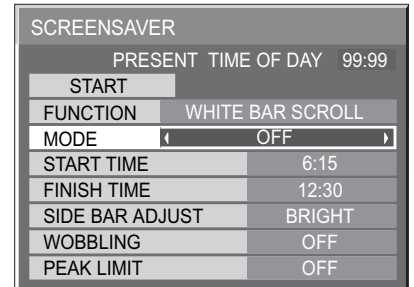 SCREENSAVER
PRESENT TIME OF DAY 99:99
START
FUNCTION WHITE BAR SCROLL
MODE OFF
START TIME 6:15
FINISH TIME 12:30
SIDE BAR ADJUST BRIGHT
WOBBLING OFF
PEAK LIMIT OFF